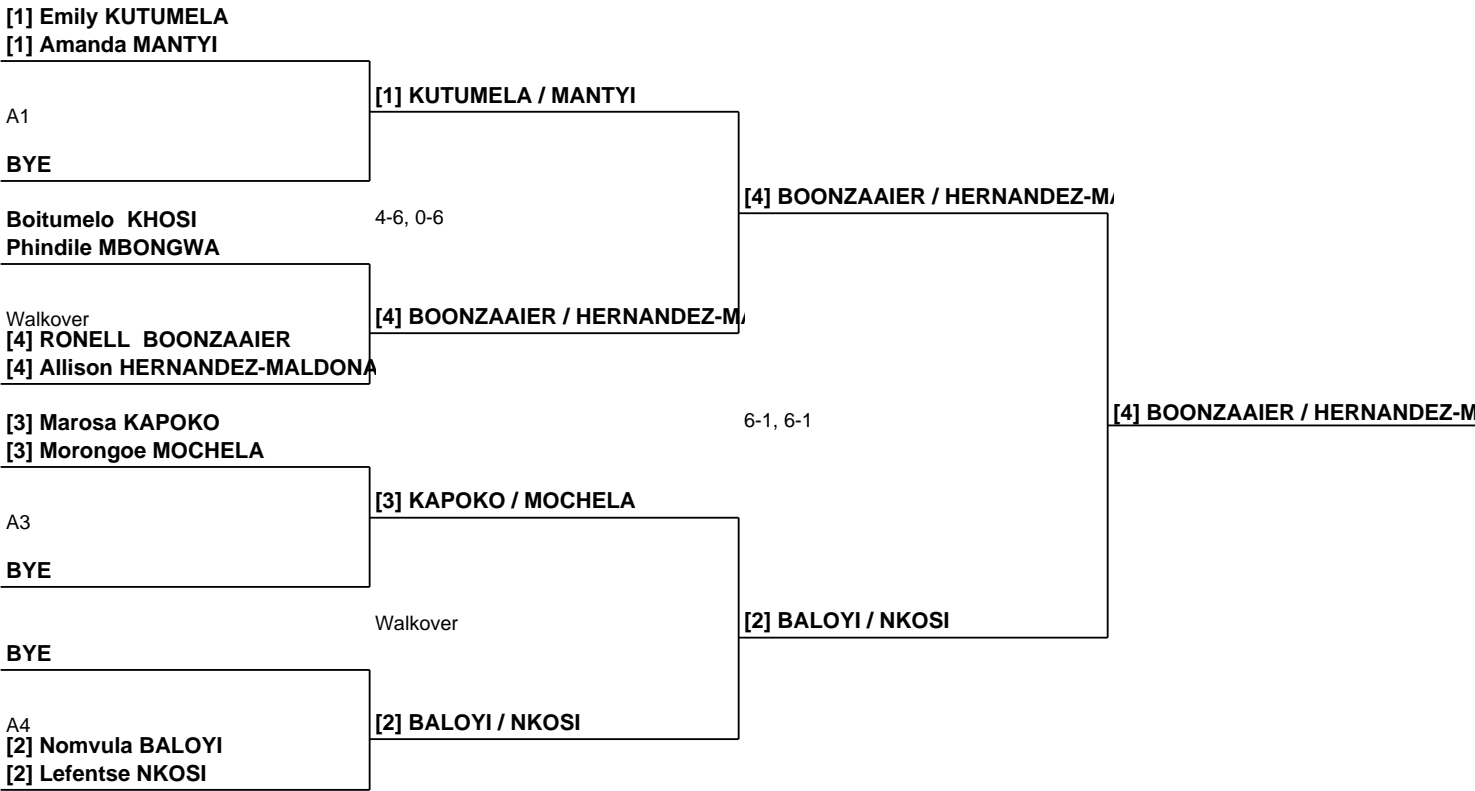 [1] Emily KUTUMELA
[1] Amanda MANTYI
A1
BYE
Boitumelo  KHOSI
Phindile MBONGWA
Walkover
[4] RONELL  BOONZAAIER
[4] Allison HERNANDEZ-MALDONA
[3] Marosa KAPOKO
[3] Morongoe MOCHELA
A3
BYE
BYE
A4
[2] Nomvula BALOYI
[2] Lefentse NKOSI
[1] KUTUMELA / MANTYI
4-6, 0-6
[4] BOONZAAIER / HERNANDEZ-MA
[3] KAPOKO / MOCHELA
Walkover
[2] BALOYI / NKOSI
[4] BOONZAAIER / HERNANDEZ-MA
6-1, 6-1
[2] BALOYI / NKOSI
[4] BOONZAAIER / HERNANDEZ-M